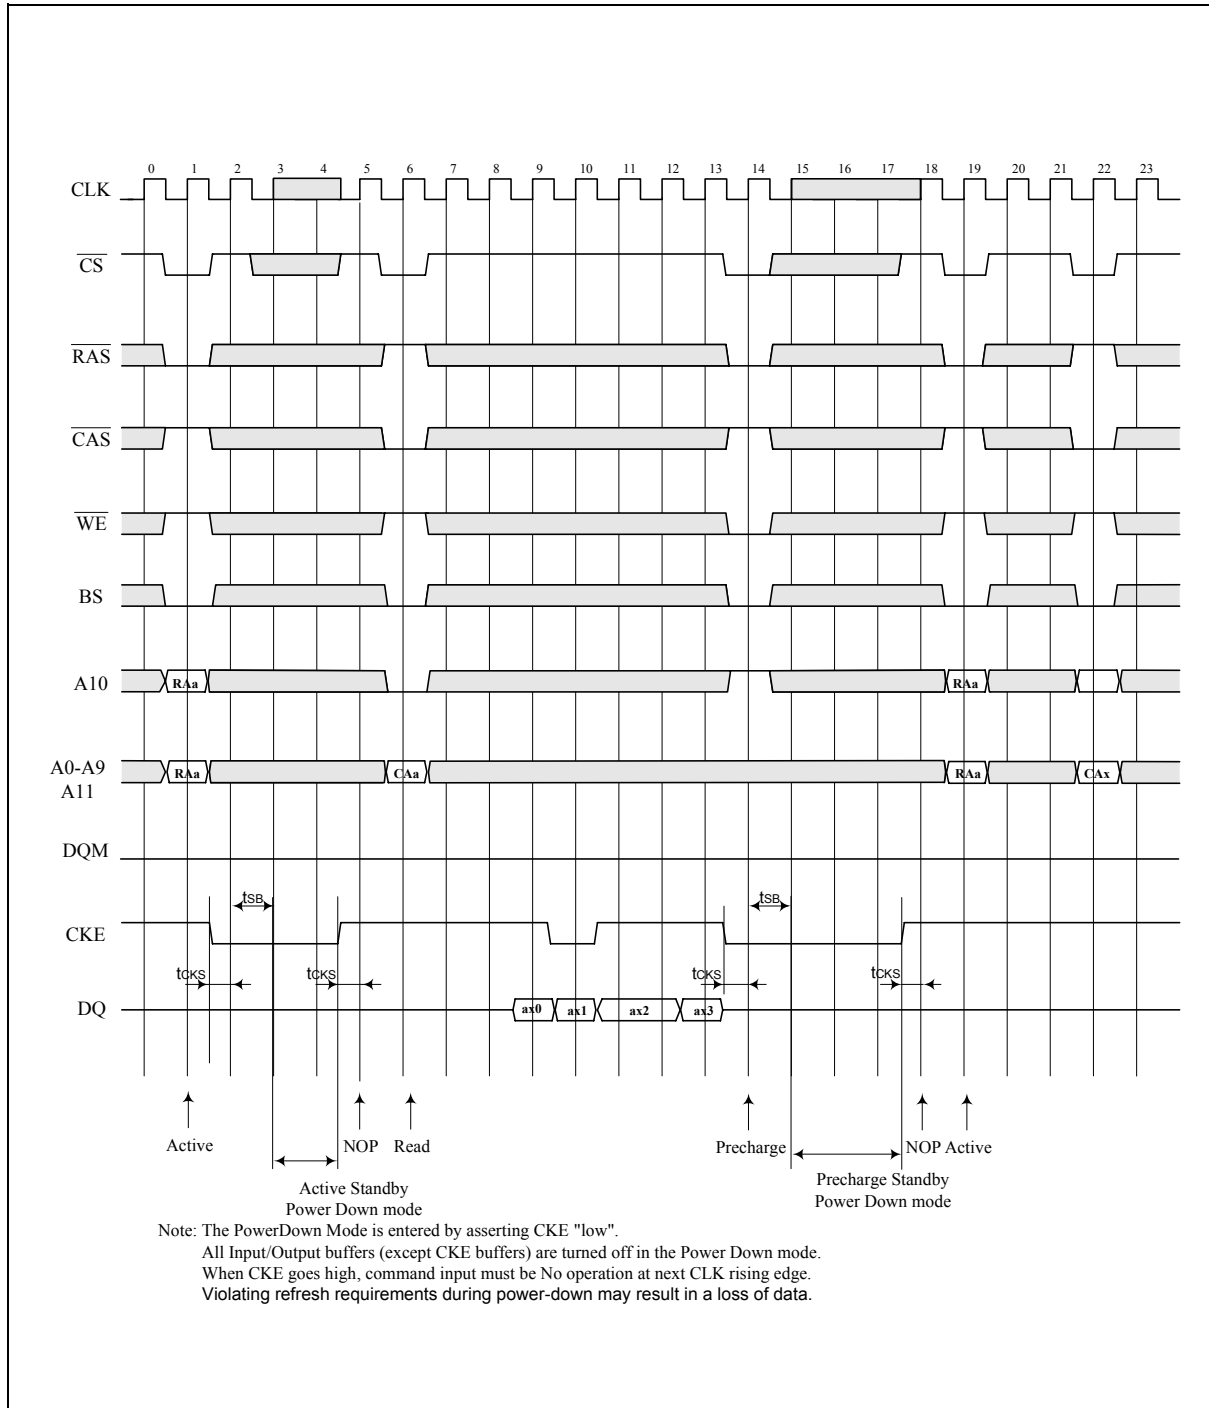 0 1 2 3 4 5 6 7 8 9 10 11 12 13 14 15 16 17 18 19 20 21 22 23
CLK
CS
RAS
CAS
WE
BS
A10 RAa RAa
A0-A9 RAa CAa RAa CAx
A11
DQM
tSB tSB
CKE
tCKS tCKS tCKS tCKS
DQ ax0 ax1 ax2 ax3
Active NOP Read Precharge NOP Active
Active Standby
Power Down mode
Precharge Standby
Power Down mode
Note: The PowerDown Mode is entered by asserting CKE "low".
All Input/Output buffers (except CKE buffers) are turned off in the Power Down mode.
When CKE goes high, command input must be No operation at next CLK rising edge.
Violating refresh requirements during power-down may result in a loss of data.